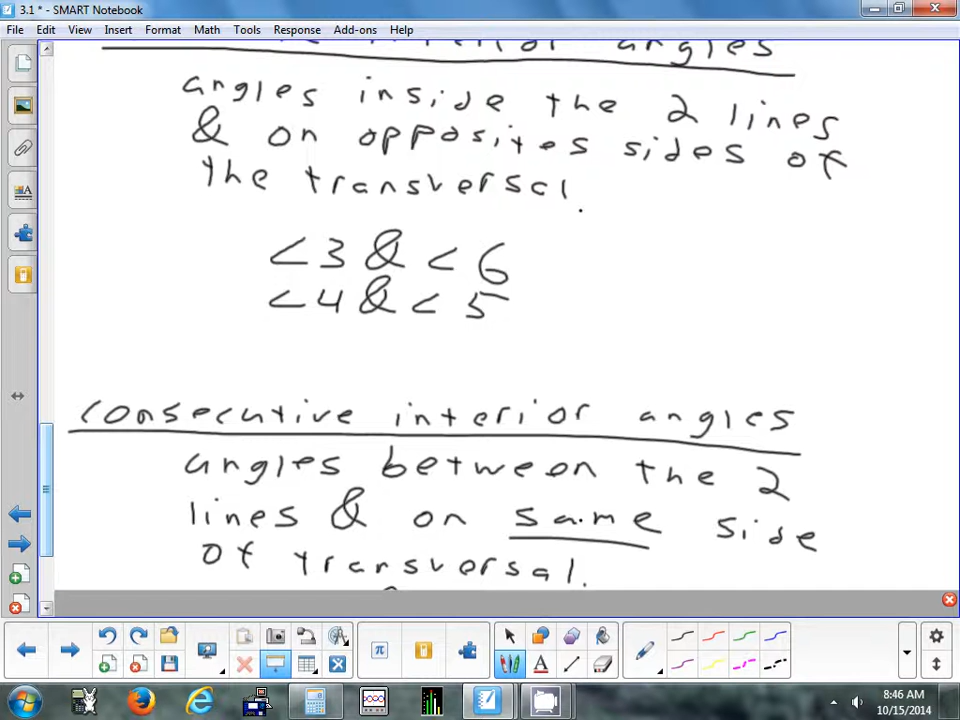 3.1 * - SMART Notebook
File Edit View Insert Format Math Tools Response Add-ons Help
interior angles
angles inside the 2 lines
& on opposites sides of
the transversal.
<3 & < 6
<4 & < 5
consecutive interior angles
angles between the 2
lines & on same side
of transversal.
8:46 AM
10/15/2014